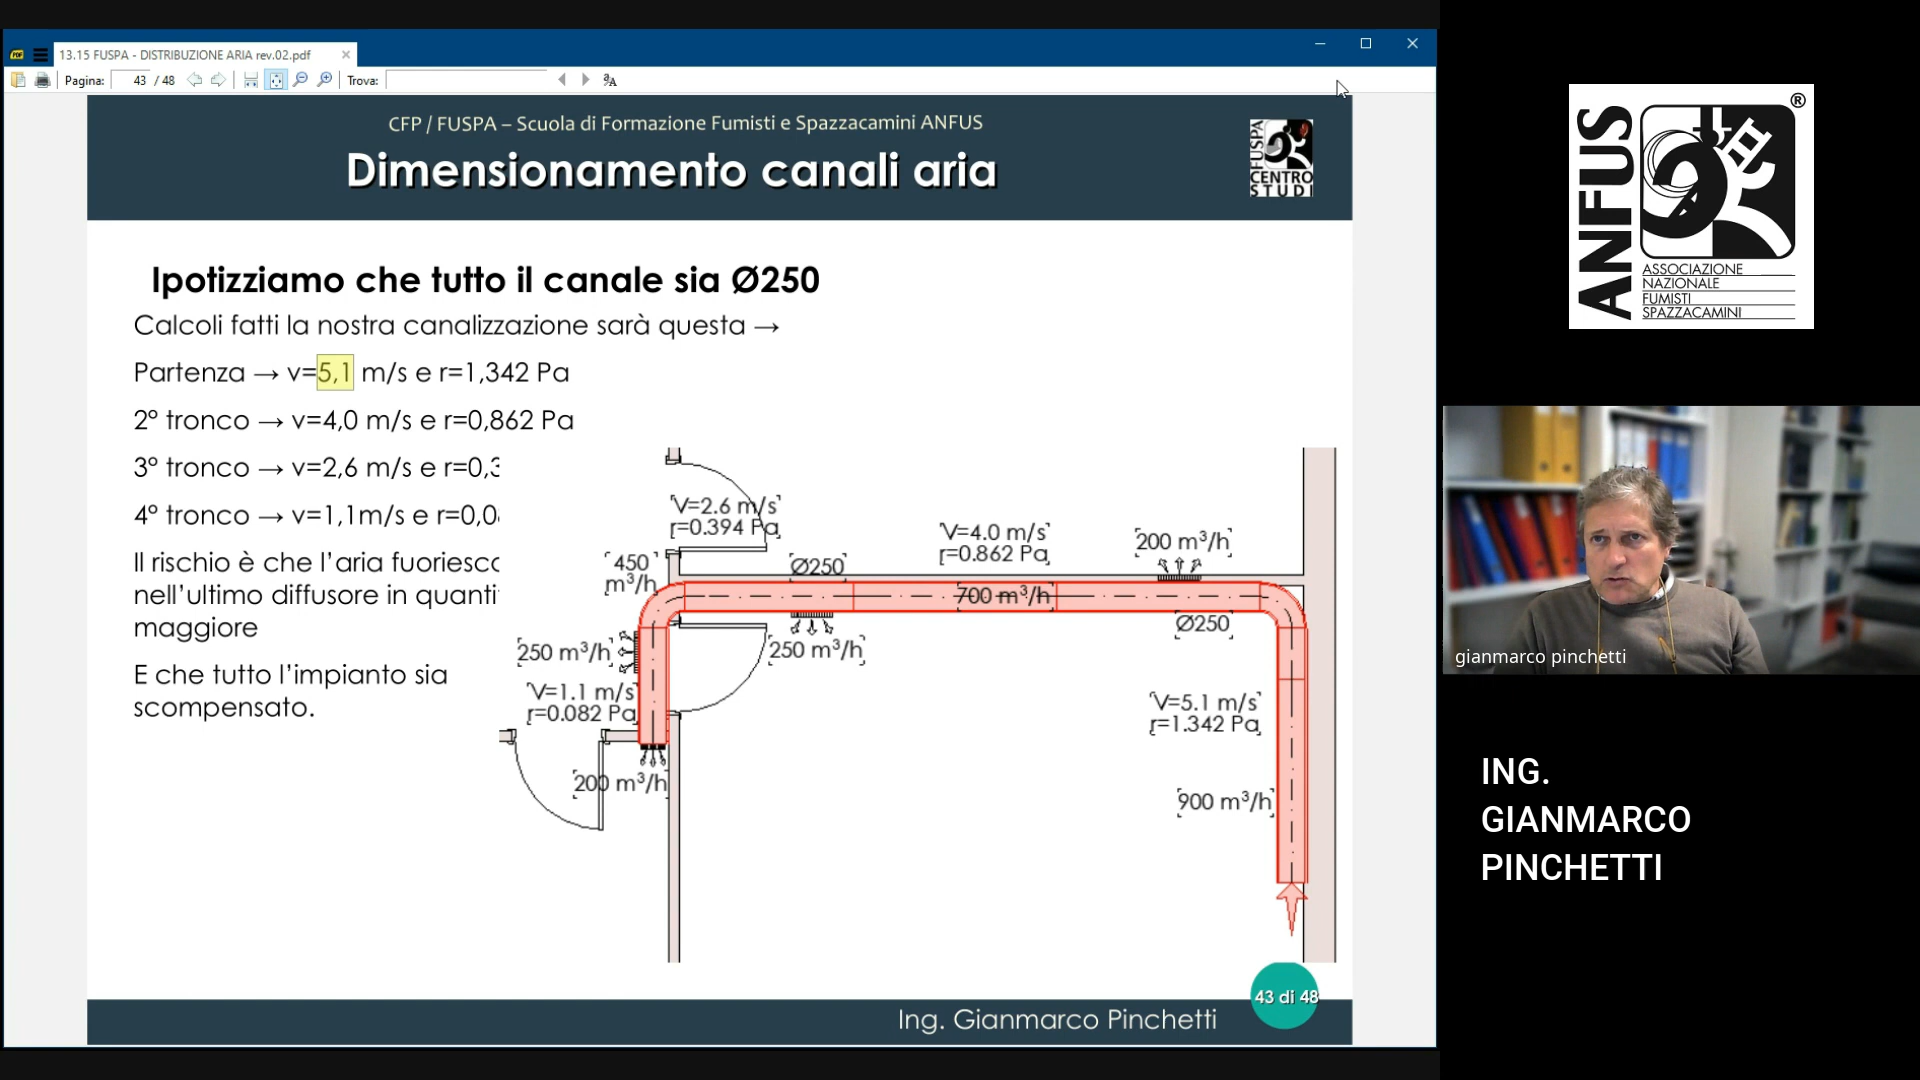 13.15 FUSPA - DISTRIBUZIONE ARIA rev.02.pdf
Pagina: 43 / 48 Trova:
CFP / FUSPA – Scuola di Formazione Fumisti e Spazzacamini ANFUS
Dimensionamento canali aria
FUSPA
CENTRO
STUDI
Ipotizziamo che tutto il canale sia Ø250
Calcoli fatti la nostra canalizzazione sarà questa →
Partenza → v=5,1 m/s e r=1,342 Pa
2° tronco → v=4,0 m/s e r=0,862 Pa
3° tronco → v=2,6 m/s e r=0,3
4° tronco → v=1,1m/s e r=0,0
Il rischio è che l’aria fuoriesc
nell’ultimo diffusore in quanti
maggiore
E che tutto l’impianto sia
scompensato.
V=2.6 m/s
r=0.394 Pa
450
m³/h
Ø250
V=4.0 m/s
r=0.862 Pa
200 m³/h
700 m³/h
Ø250
250 m³/h
250 m³/h
V=1.1 m/s
r=0.082 Pa
200 m³/h
V=5.1 m/s
r=1.342 Pa
900 m³/h
43 di 48
Ing. Gianmarco Pinchetti
ANFUS
®
ASSOCIAZIONE
NAZIONALE
FUMISTI
SPAZZACAMINI
gianmarco pinchetti
ING.
GIANMARCO
PINCHETTI